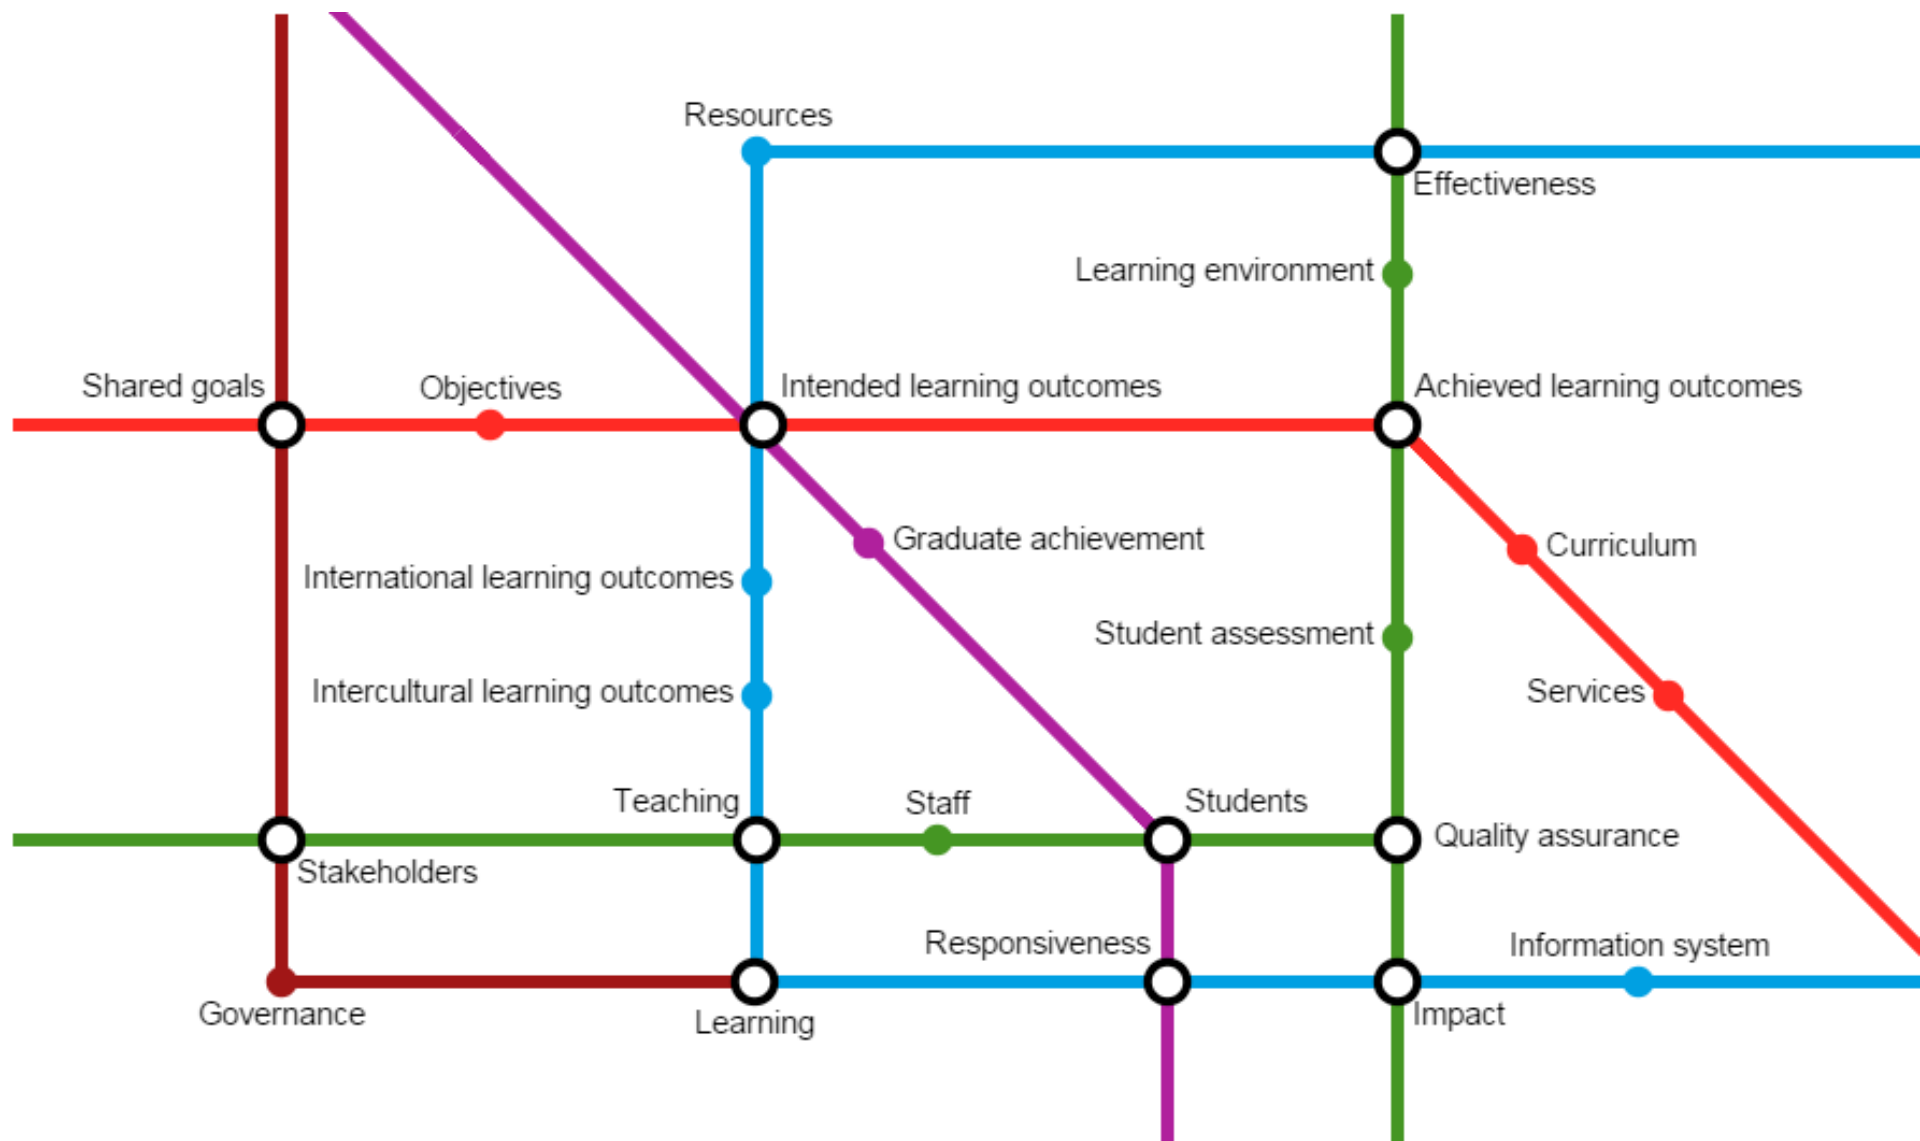 Resources
Effectiveness
Learning environment
Shared goals
Objectives
Intended learning outcomes
Achieved learning outcomes
Graduate achievement
Curriculum
International learning outcomes
Student assessment
Intercultural learning outcomes
Services
Teaching
Staff
Students
Quality assurance
Stakeholders
Responsiveness
Information system
Governance
Learning
Impact